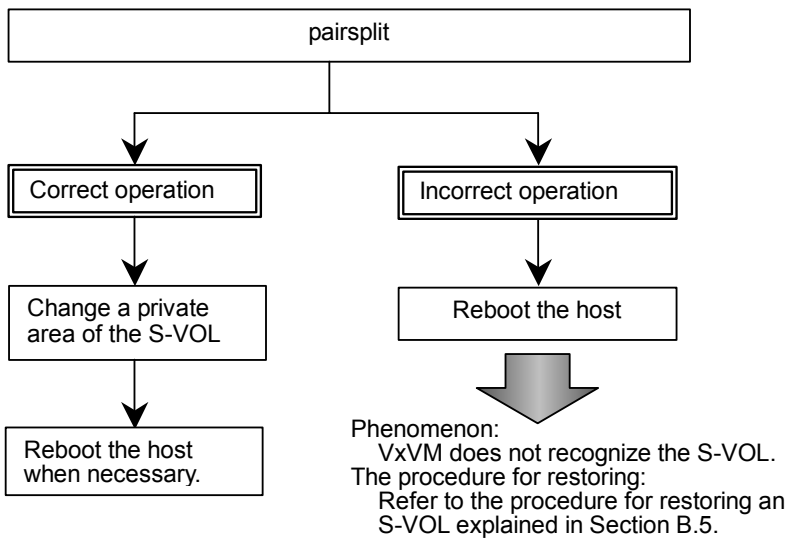 pairsplit
Correct operation
Change a private
area of the S-VOL
Reboot the host
when necessary.
Incorrect operation
Reboot the host
Phenomenon:
VxVM does not recognize the S-VOL.
The procedure for restoring:
Refer to the procedure for restoring an
S-VOL explained in Section B.5.